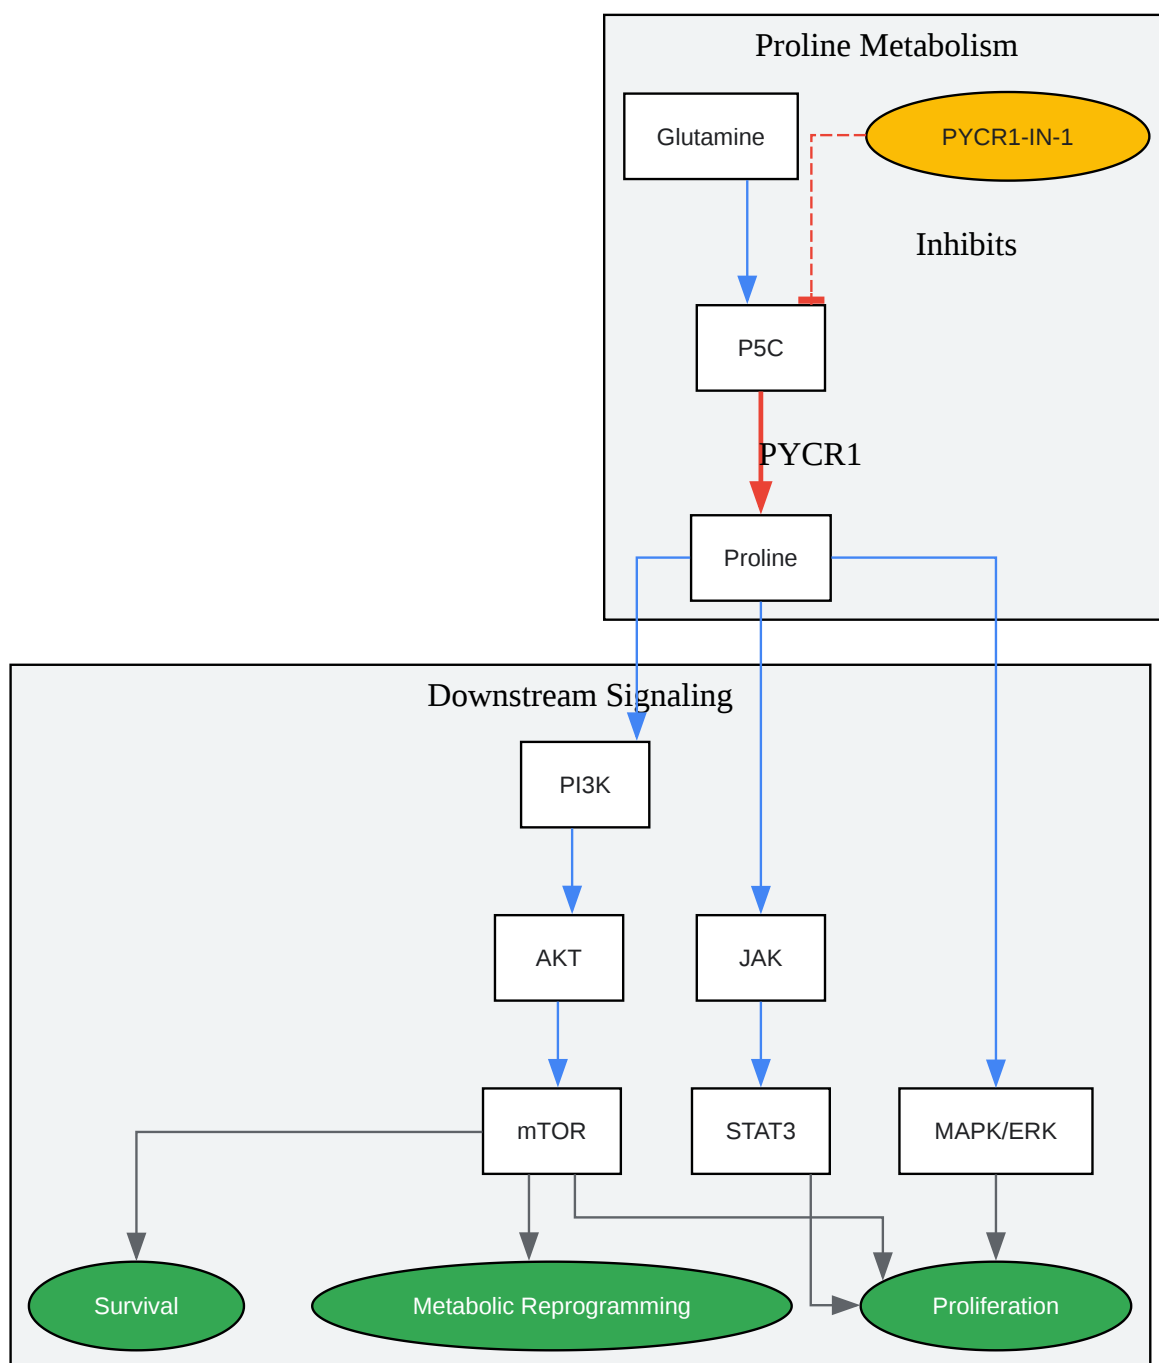 Proline Metabolism
Glutamine
PYCR1-IN-1
Inhibits
P5C
PYCR1
Proline
Downstream Signaling
PI3K
AKT
JAK
mTOR
STAT3
MAPK/ERK
Survival
Metabolic Reprogramming
Proliferation